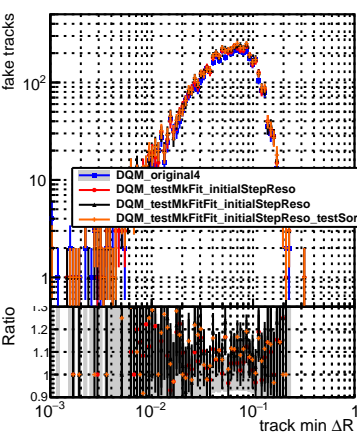 fake tracks
10²
10
1
DQM_original4
DQM_testMkFit_initialStepReso
DQM_testMkFitFit_initialStepReso
DQM_testMkFitFit_initialStepReso_testSor
Ratio
1.3
1.2
1.1
1.0
0.9
10⁻³ 10⁻² 10⁻¹ 1
track min ΔR